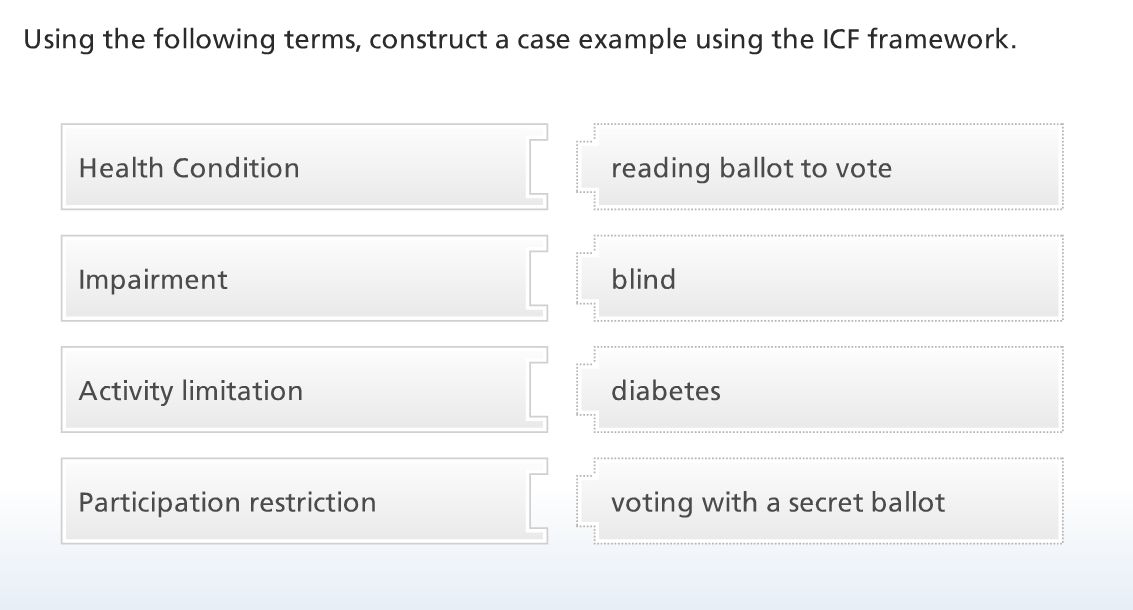 Using the following terms, construct a case example using the ICF framework.
Health Condition
reading ballot to vote
Impairment
blind
Activity limitation
diabetes
Participation restriction
voting with a secret ballot